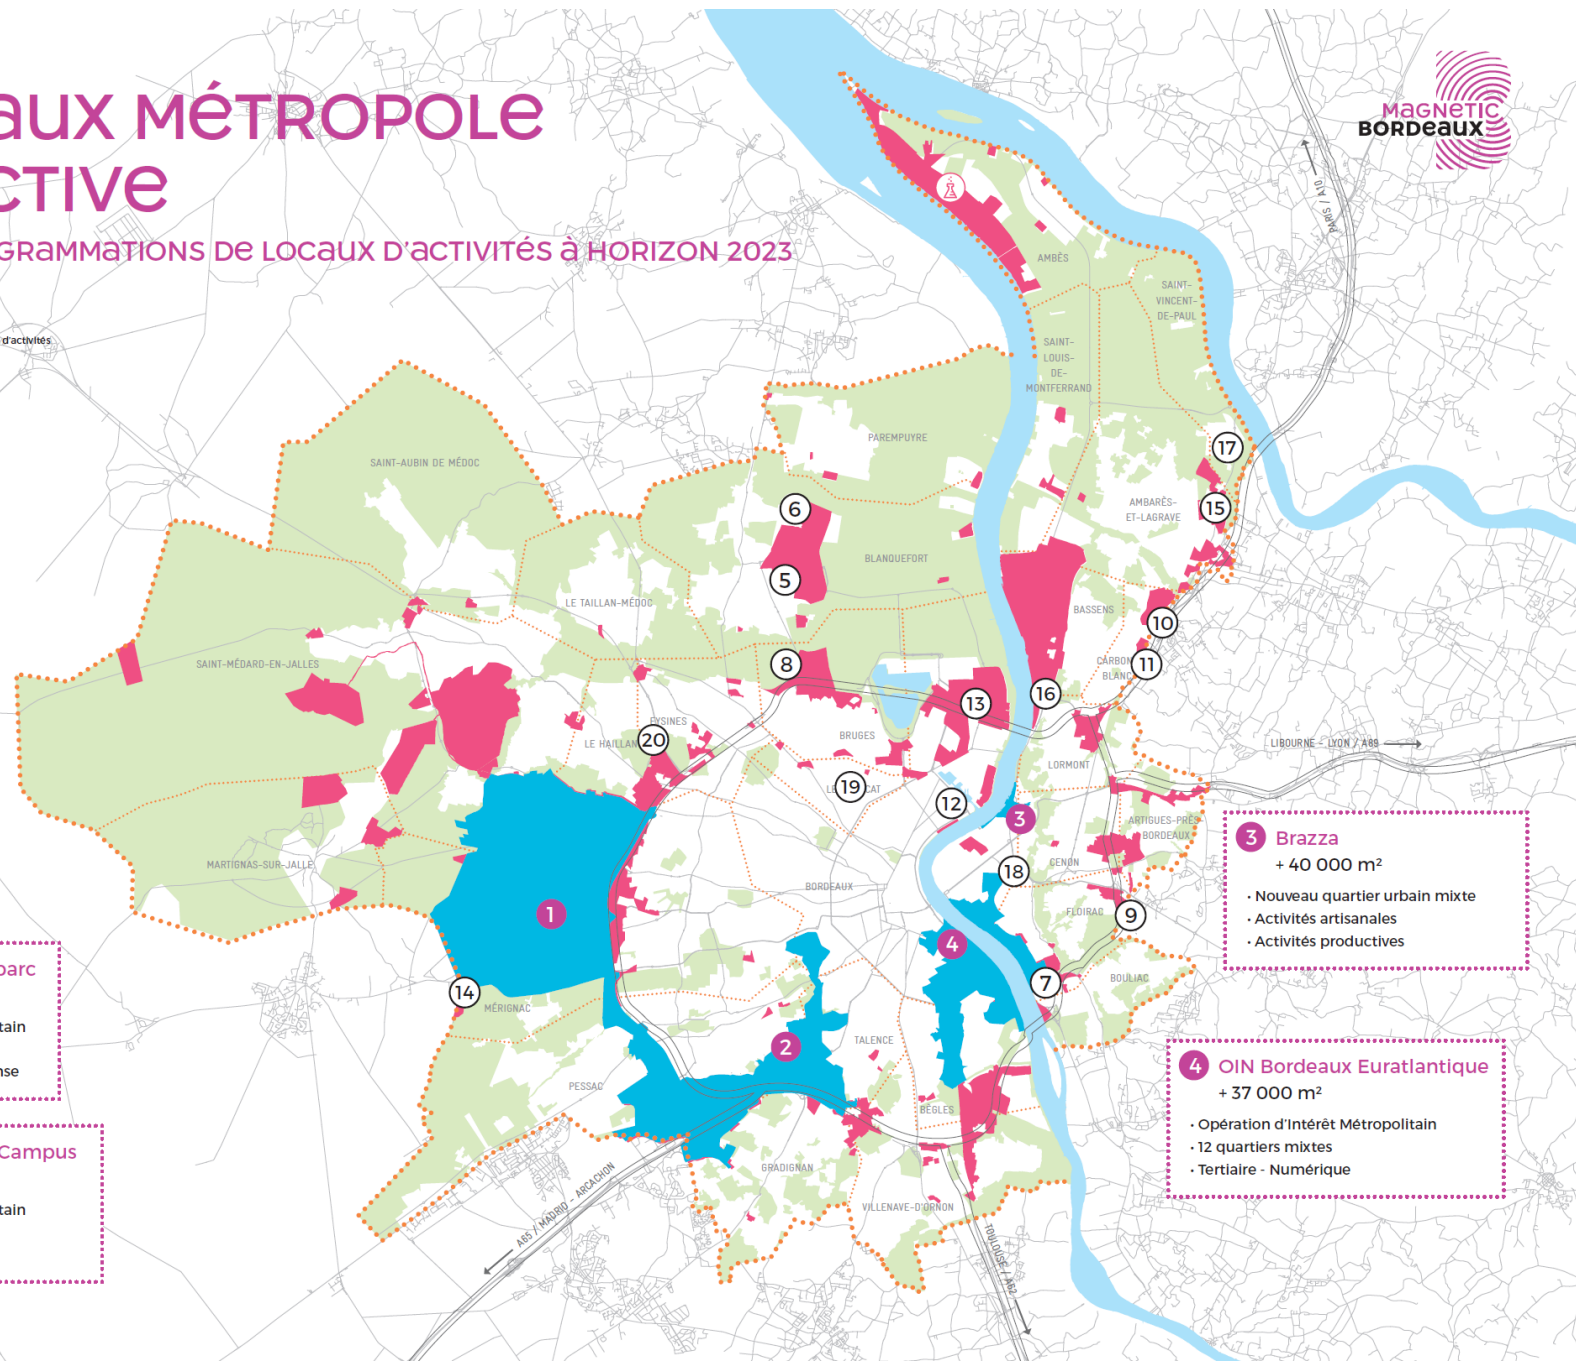 aux MÉTROPOLE
CTIVE
GRAMMATIONS DE LOCAUX D'ACTIVITÉS à HORIZON 2023
d'activités
MAGNETIC
BORDEAUX
PARIS / A10
AMBÈS
SAINT-
VINCENT-
DE-PAUL
SAINT-
LOUIS-
DE-
MONTFERRAND
PAREMPUYRE
SAINT-AUBIN DE MÉDOC
17
AMBARÈS-
ET-LAGRAVE
15
6
BLANQUEFORT
5
LE TAILLAN-MÉDOC
BASSENS
10
SAINT-MÉDARD-EN-JALLES
8
CARBON
BLANC
11
16
13
EYSINES
LE HAILLAN
20
BRUGES
LIBOURNE - LYON / A89
LORMONT
19
CAT
12
3
ARTIGUES-PRÈS
BORDEAUX
MARTIGNAS-SUR-JALLE
CENON
18
BORDEAUX
1
FLOIRAC
9
4
BOULIAC
7
14
MÉRIGNAC
2
TALENCE
PESSAC
BÈGLES
GRADIGNAN
VILLENAVE-D'ORNON
A65 / MADRID - ARCACHON
TOULOUSE / A62
3 Brazza
+ 40 000 m²
· Nouveau quartier urbain mixte
· Activités artisanales
· Activités productives
4 OIN Bordeaux Euratlantique
+ 37 000 m²
· Opération d'Intérêt Métropolitain
· 12 quartiers mixtes
· Tertiaire - Numérique
parc
tain
nse
Campus
tain